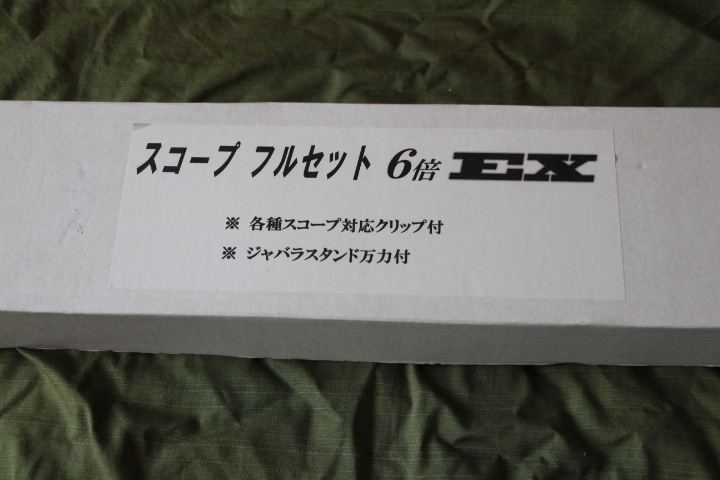 スコープ フルセット 6倍 EX
※ 各種スコープ対応クリップ付
※ ジャバラスタンド万力付